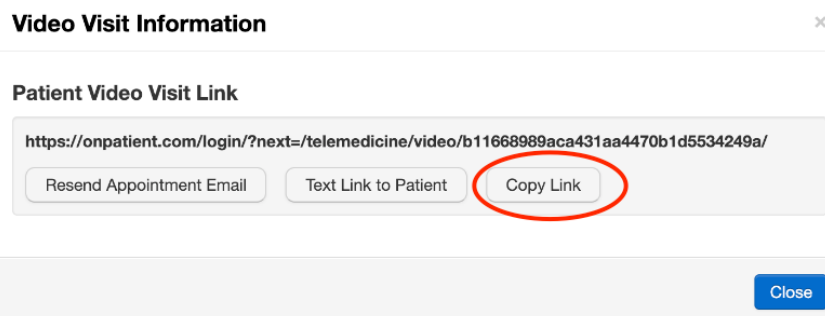 Video Visit Information ×
Patient Video Visit Link
https://onpatient.com/login/?next=/telemedicine/video/b11668989aca431aa4470b1d5534249a/
Resend Appointment Email Text Link to Patient Copy Link
Close